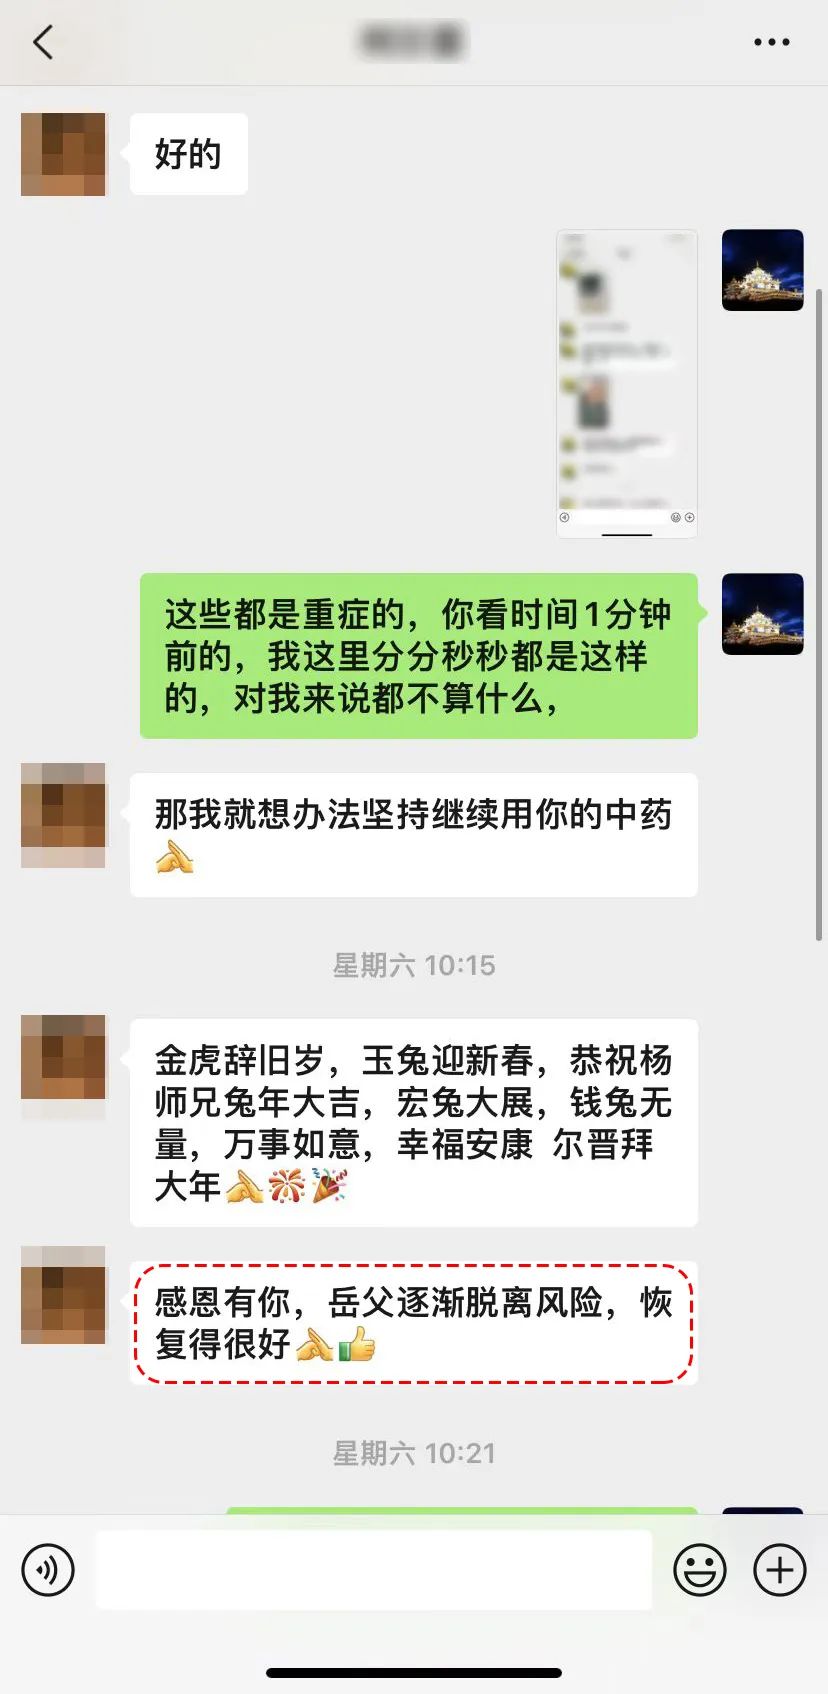 好的
这些都是重症的，你看时间1分钟
前的，我这里分分秒秒都是这样
的，对我来说都不算什么，
那我就想办法坚持继续用你的中药
星期六 10:15
金虎辞旧岁，玉兔迎新春，恭祝杨
师兄兔年大吉，宏兔大展，钱兔无
量，万事如意，幸福安康 尔晋拜
大年
感恩有你，岳父逐渐脱离风险，恢
复得很好
星期六 10:21